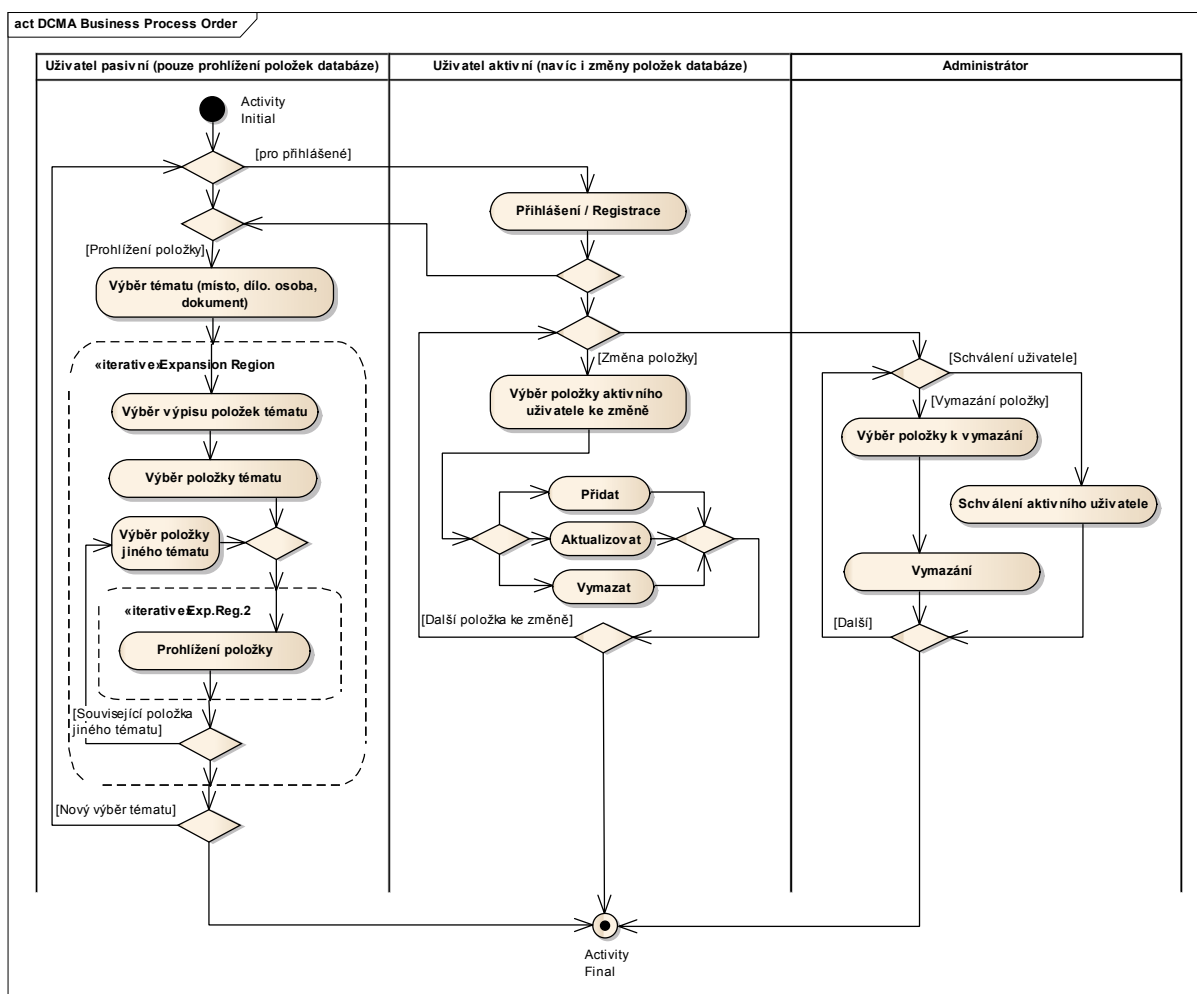 act DCMA Business Process Order
Uživatel pasivní (pouze prohlížení položek databáze)
Uživatel aktivní (navíc i změny položek databáze)
Administrátor
Activity
Initial
[pro přihlášené]
Přihlášení / Registrace
[Prohlížení položky]
Výběr tématu (místo, dílo. osoba,
dokument)
«iterative»Expansion Region
[Změna položky]
[Schválení uživatele]
Výběr položky aktivního
uživatele ke změně
[Vymazání položky]
Výběr výpisu položek tématu
Výběr položky k vymazání
Výběr položky tématu
Přidat
Schválení aktivního uživatele
Výběr položky
jiného tématu
Aktualizovat
Vymazání
Vymazat
«iterative»Exp.Reg.2
[Další položka ke změně]
[Další]
Prohlížení položky
[Související položka
jiného tématu]
[Nový výběr tématu]
Activity
Final